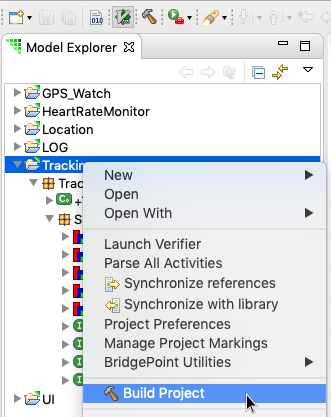 Model Explorer
GPS_Watch
HeartRateMonitor
Location
LOG
Tracking
Trac
+
S
UI
New
Open
Open With
Launch Verifier
Parse All Activities
Synchronize references
Synchronize with library
Project Preferences
Manage Project Markings
BridgePoint Utilities
Build Project